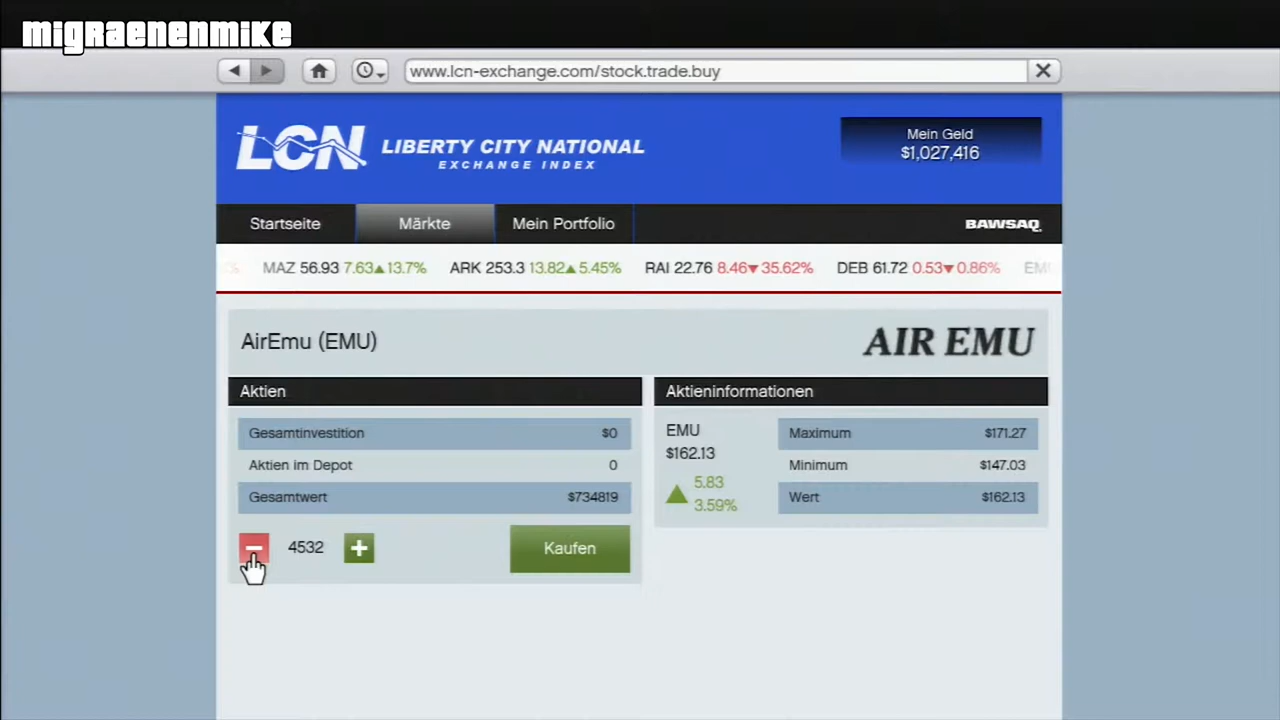 migraenenmike
www.lcn-exchange.com/stock.trade.buy
LCN LIBERTY CITY NATIONAL
EXCHANGE INDEX
Mein Geld
$1,027,416
Startseite Märkte Mein Portfolio BAWSAQ
MAZ 56.93 7.63▲13.7% ARK 253.3 13.82▲5.45% RAI 22.76 8.46▼35.62% DEB 61.72 0.53▼0.86% EMU
AirEmu (EMU) AIR EMU
Aktien
Gesamtinvestition $0
Aktien im Depot 0
Gesamtwert $734819
4532 Kaufen
Aktieninformationen
EMU
$162.13
5.83
3.59%
Maximum $171.27
Minimum $147.03
Wert $162.13